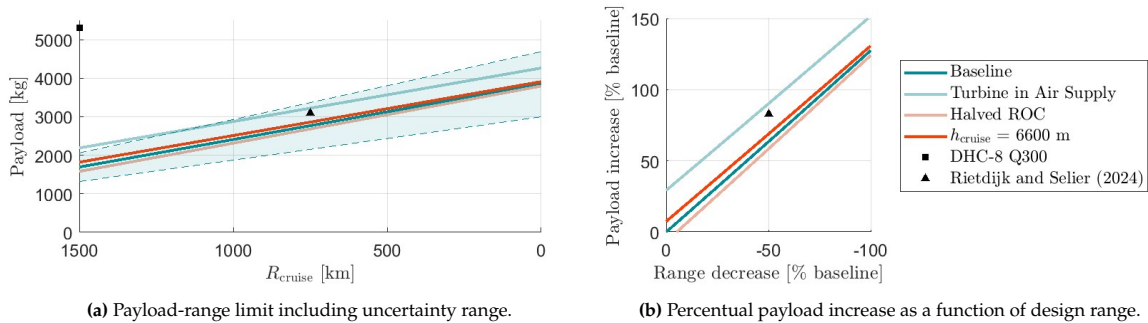 Payload [kg]
5000
4000
3000
2000
1000
0
1500
1000
500
0
R_cruise [km]
(a) Payload-range limit including uncertainty range.
Payload increase [% baseline]
150
100
50
0
0
-50
-100
Range decrease [% baseline]
(b) Percentual payload increase as a function of design range.
Baseline
Turbine in Air Supply
Halved ROC
h_cruise = 6600 m
DHC-8 Q300
Rietdijk and Selier (2024)